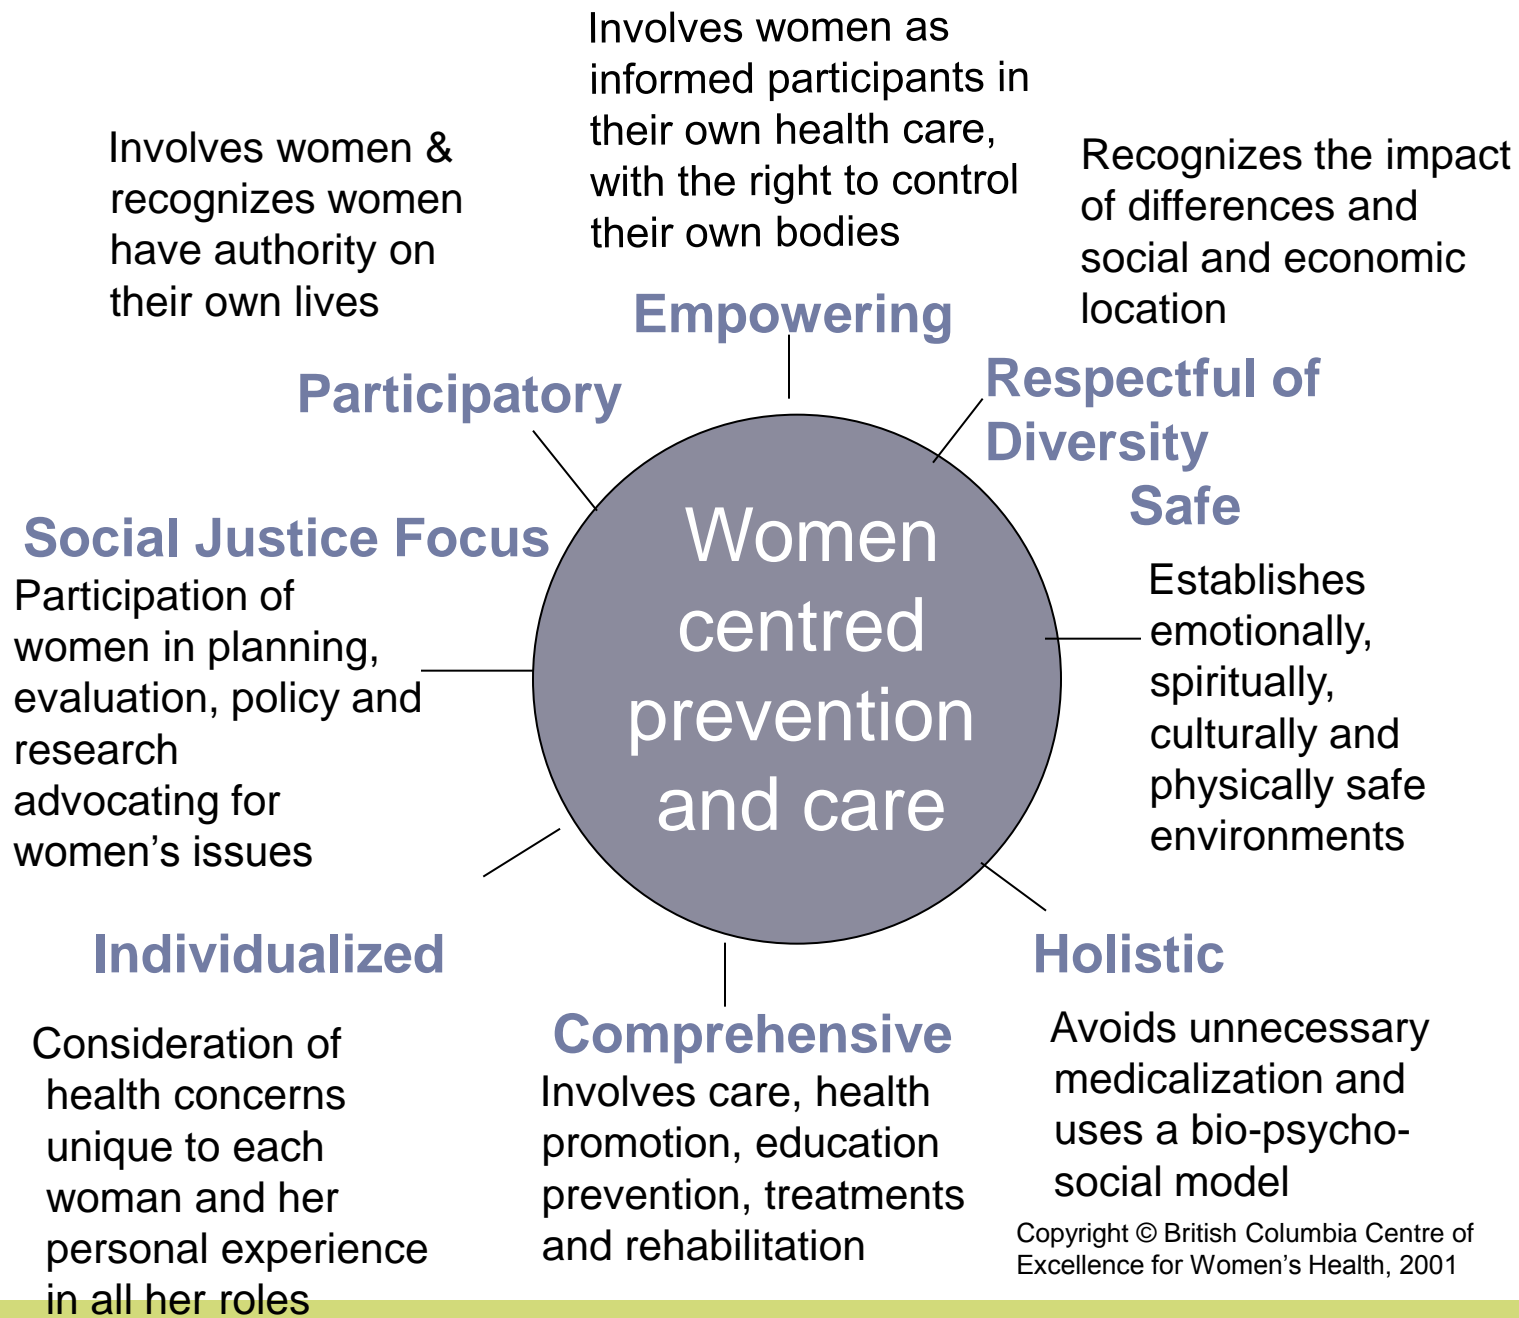 Involves women as
informed participants in
their own health care,
with the right to control
their own bodies
Empowering
Involves women &
recognizes women
have authority on
their own lives
Participatory
Recognizes the impact
of differences and
social and economic
location
Respectful of
Diversity
Social Justice Focus
Participation of
women in planning,
evaluation, policy and
research
advocating for
women’s issues
Women
centred
prevention
and care
Safe
Establishes
emotionally,
spiritually,
culturally and
physically safe
environments
Individualized
Consideration of
health concerns
unique to each
woman and her
personal experience
in all her roles
Comprehensive
Involves care, health
promotion, education
prevention, treatments
and rehabilitation
Holistic
Avoids unnecessary
medicalization and
uses a bio-psycho-
social model
Copyright © British Columbia Centre of
Excellence for Women’s Health, 2001